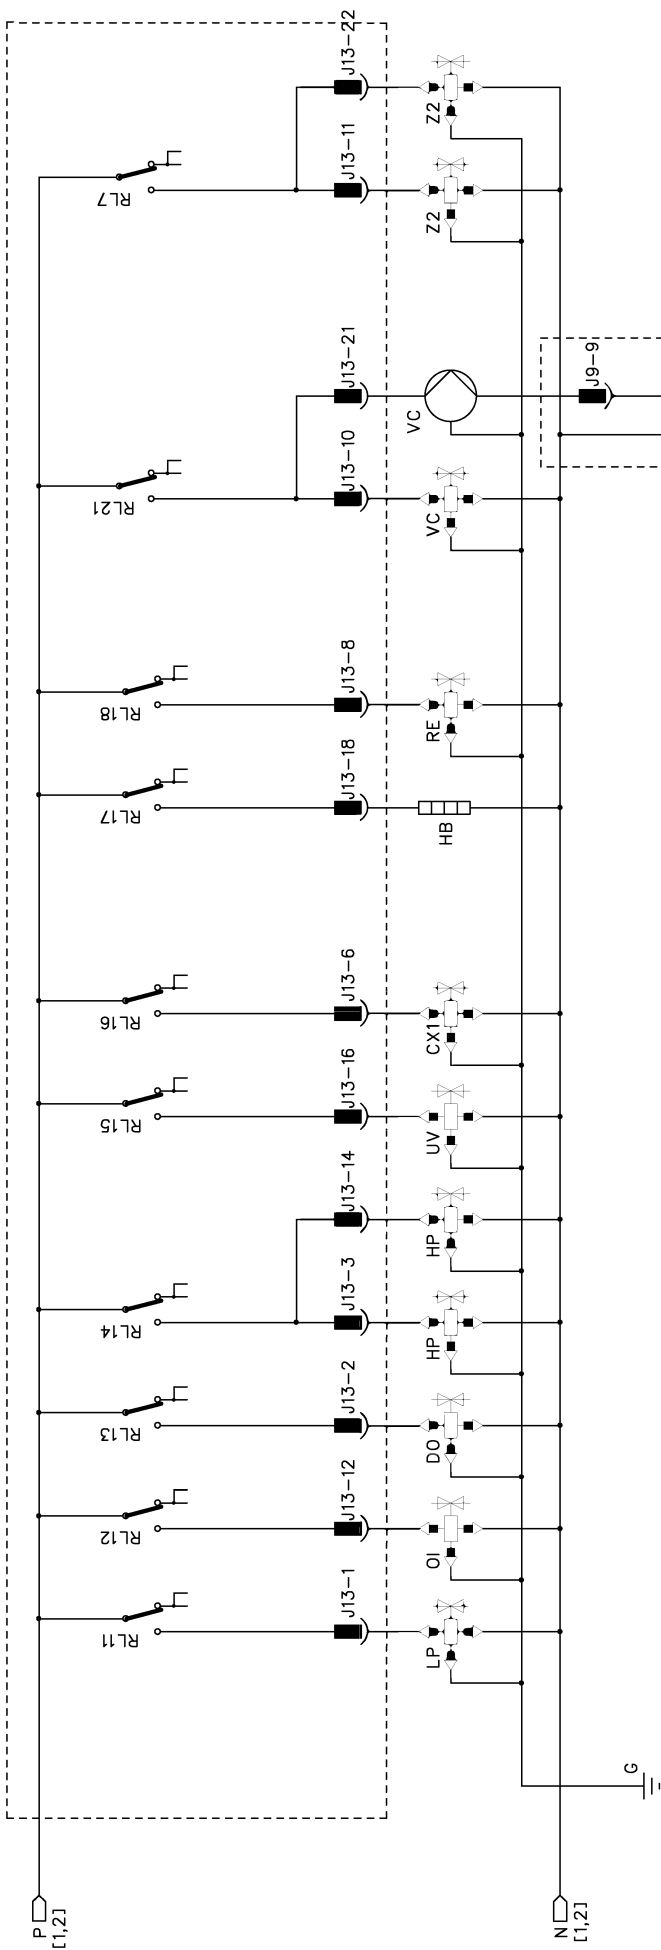 P
[1,2]
RL11
J13-1
LP
RL12
J13-12
OI
RL13
J13-2
DO
RL14
J13-3
HP
J13-14
HP
RL15
J13-16
UV
RL16
J13-6
CX1
RL17
J13-18
HB
RL18
J13-8
RE
RL21
J13-10
VC
J13-21
VC
J9-9
RL7
J13-11
Z2
J13-22
Z2
G
N
[1,2]